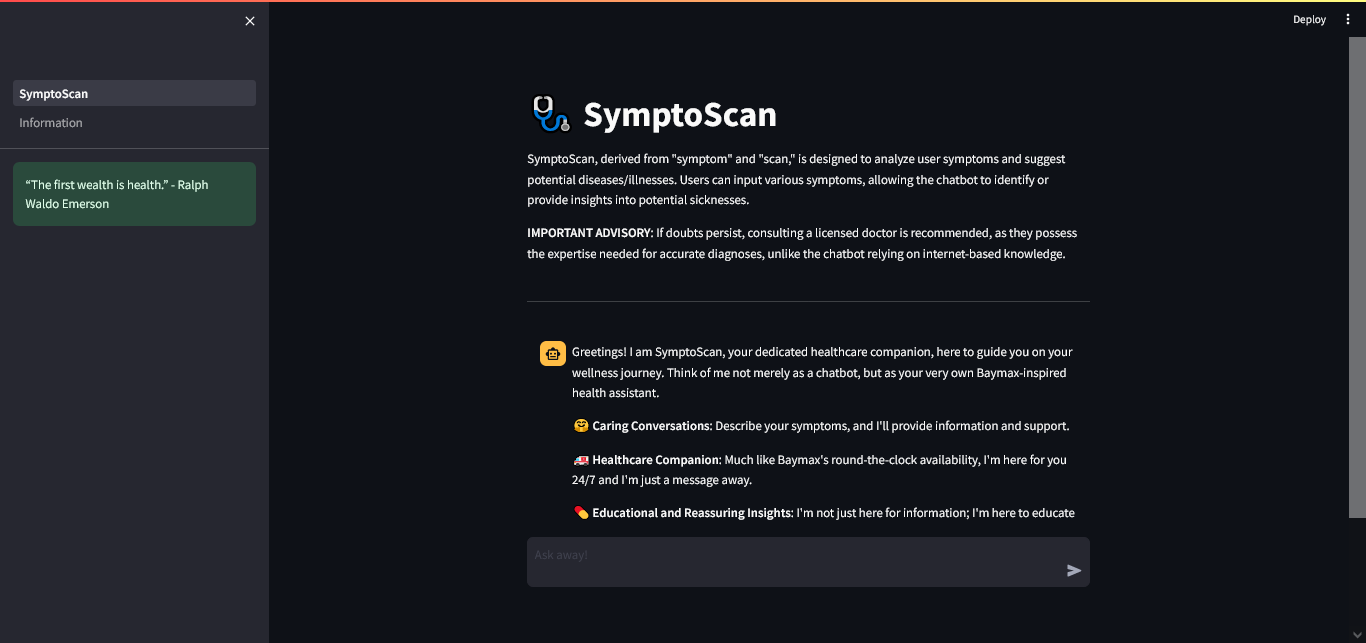 Deploy
SymptoScan
Information
“The first wealth is health.” - Ralph
Waldo Emerson
SymptoScan
SymptoScan, derived from "symptom" and "scan," is designed to analyze user symptoms and suggest
potential diseases/illnesses. Users can input various symptoms, allowing the chatbot to identify or
provide insights into potential sicknesses.
IMPORTANT ADVISORY: If doubts persist, consulting a licensed doctor is recommended, as they possess
the expertise needed for accurate diagnoses, unlike the chatbot relying on internet-based knowledge.
Greetings! I am SymptoScan, your dedicated healthcare companion, here to guide you on your
wellness journey. Think of me not merely as a chatbot, but as your very own Baymax-inspired
health assistant.
🤗 Caring Conversations: Describe your symptoms, and I'll provide information and support.
🚑 Healthcare Companion: Much like Baymax's round-the-clock availability, I'm here for you
24/7 and I'm just a message away.
💊 Educational and Reassuring Insights: I'm not just here for information; I'm here to educate
Ask away!